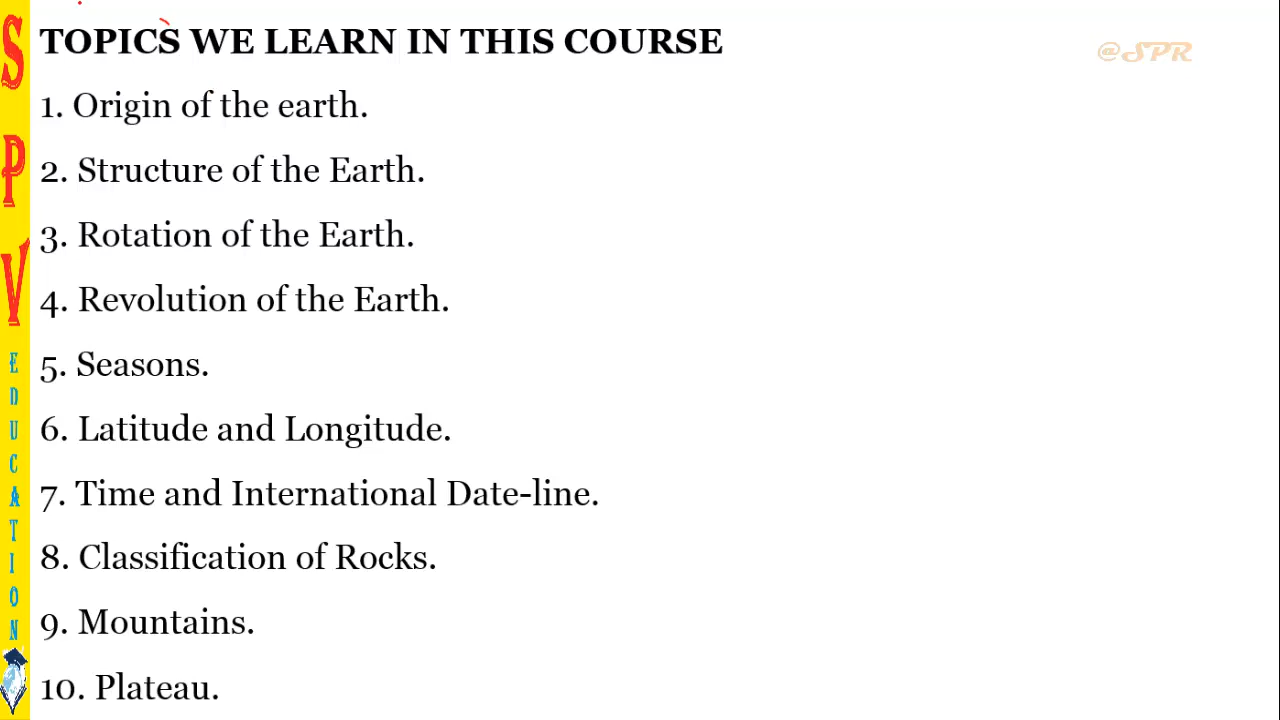 TOPICS WE LEARN IN THIS COURSE
@SPR
1. Origin of the earth.
2. Structure of the Earth.
3. Rotation of the Earth.
4. Revolution of the Earth.
5. Seasons.
6. Latitude and Longitude.
7. Time and International Date-line.
8. Classification of Rocks.
9. Mountains.
10. Plateau.
SPV EDUCATION